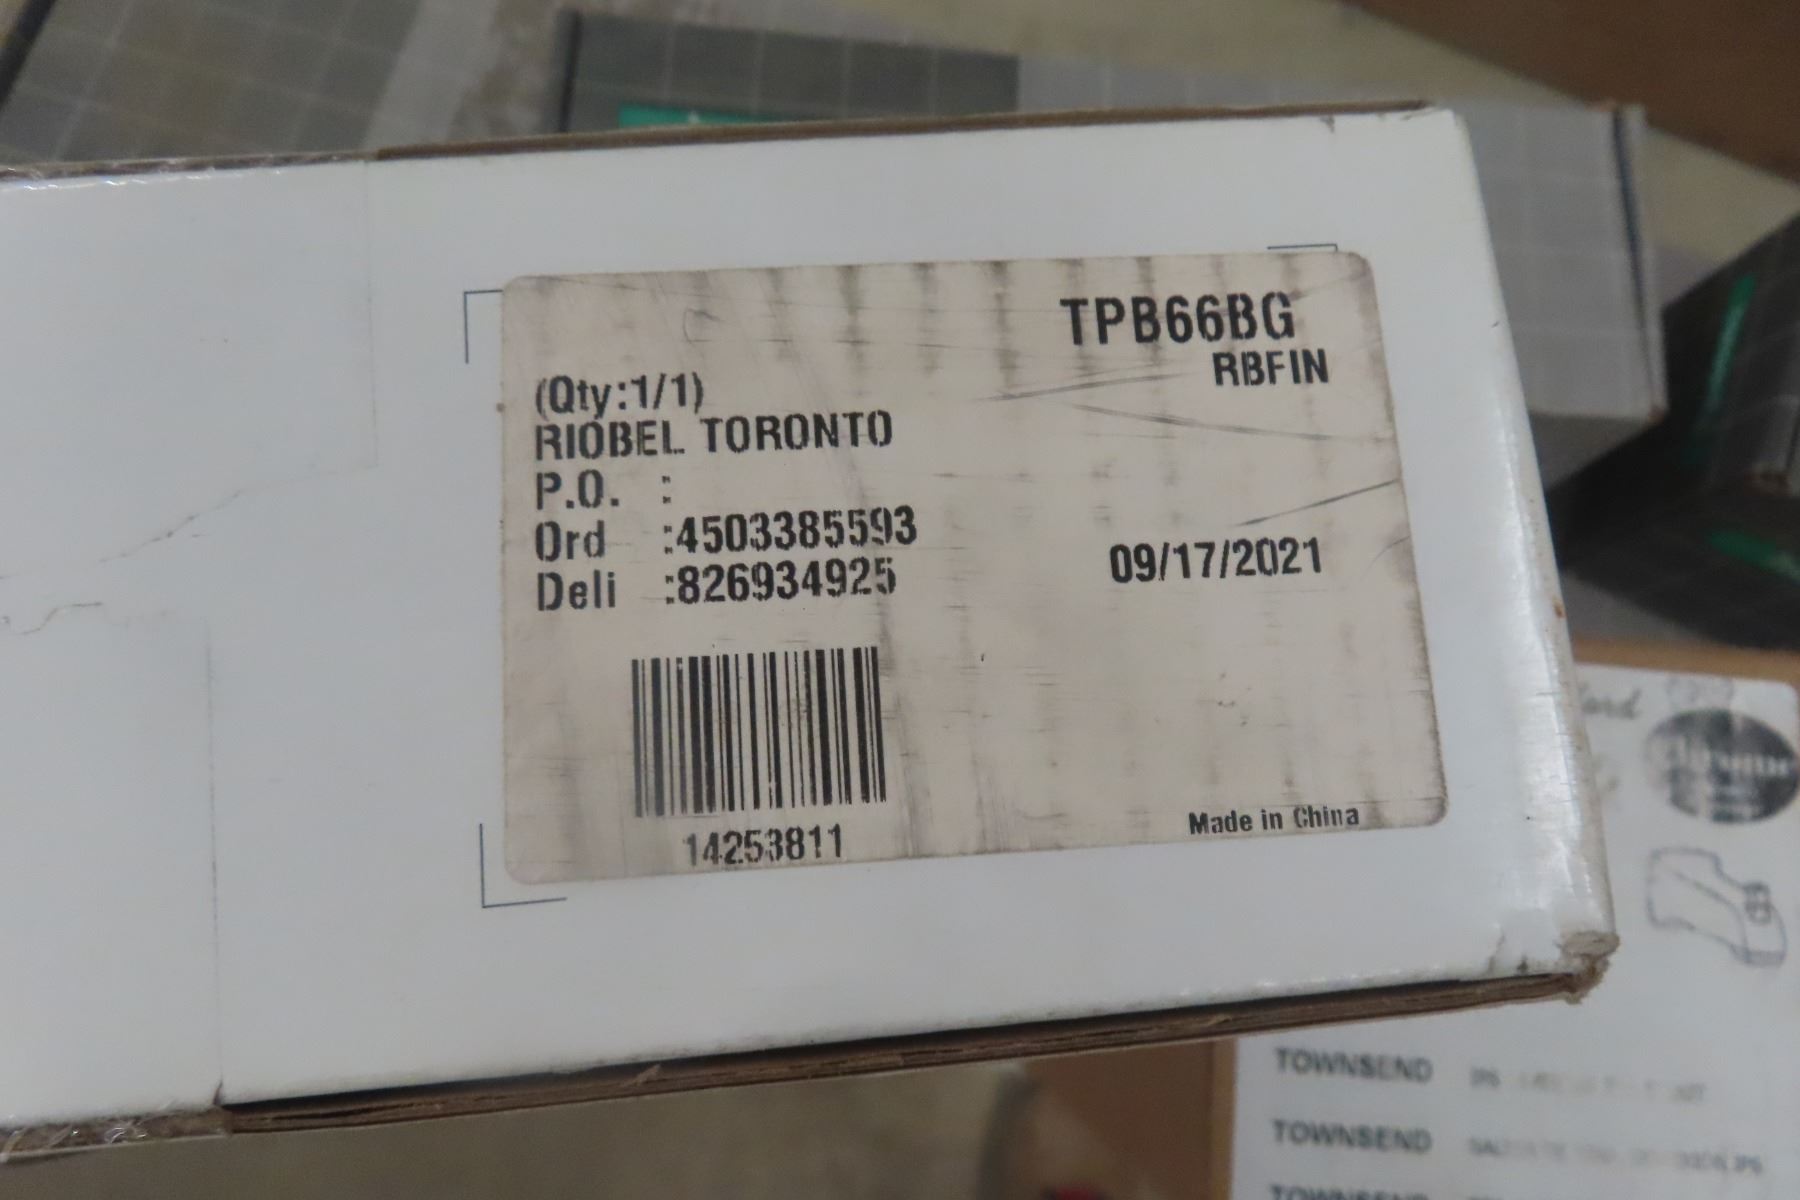 TPB66BG
RBFIN
(Qty:1/1)
RIOBEL TORONTO
P.O. :
Ord :4503385593
Deli :826934925
09/17/2021
14253811
Made in China
TOWNSEND
TOWNSEND
TOWNSEND